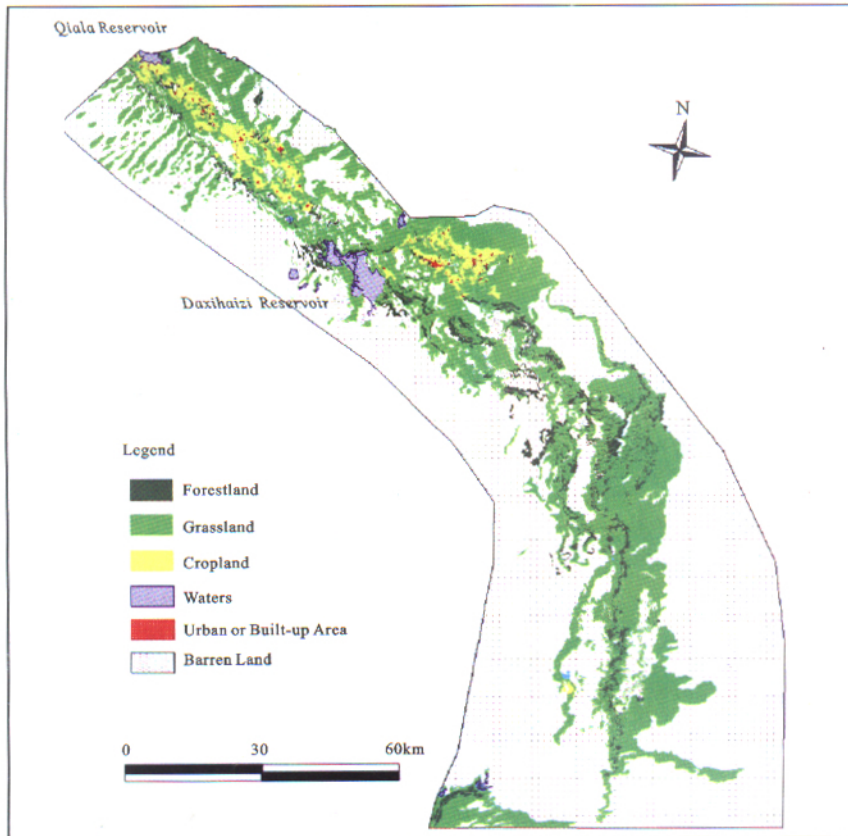 Qiala Reservoir
N
Daxihaizi Reservoir
Legend
Forestland
Grassland
Cropland
Waters
Urban or Built-up Area
Barren Land
0 30 60km